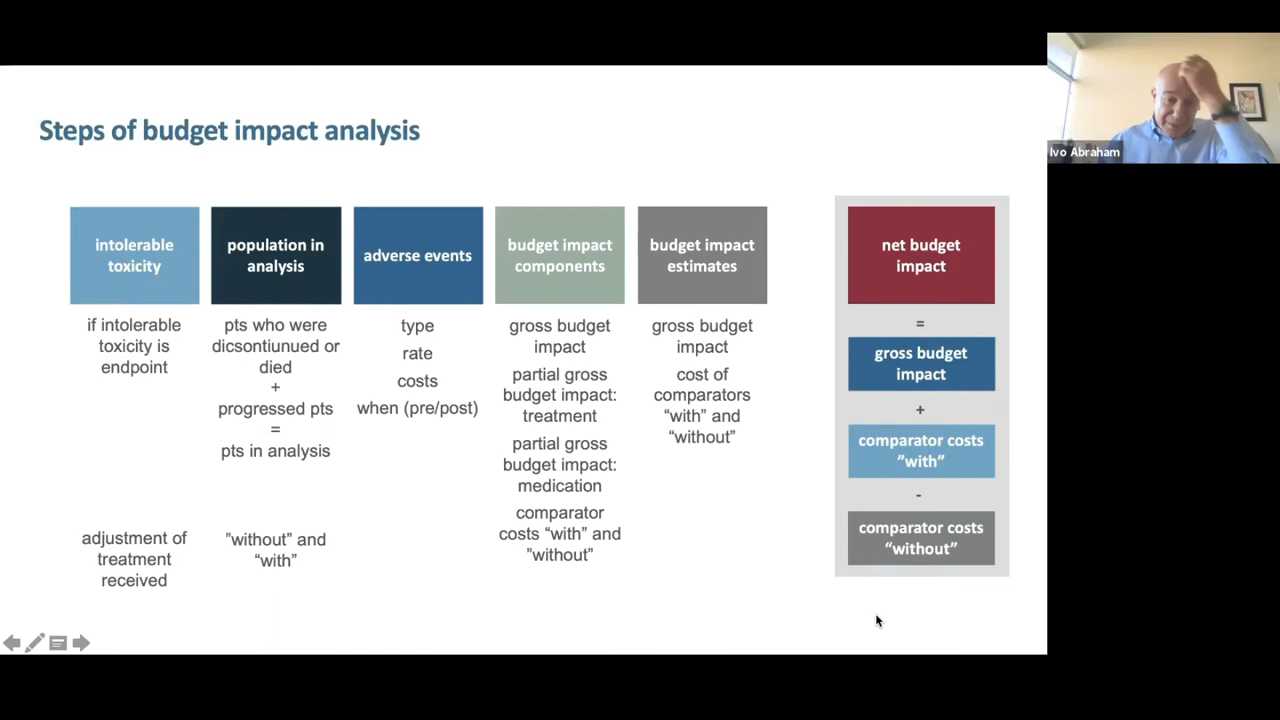 Ivo Abraham
Steps of budget impact analysis
intolerable
toxicity
if intolerable
toxicity is
endpoint
adjustment of
treatment
received
population in
analysis
pts who were
dicsontiunued or
died
+
progressed pts
=
pts in analysis
”without” and
“with”
adverse events
type
rate
costs
when (pre/post)
budget impact
components
gross budget
impact
partial gross
budget impact:
treatment
partial gross
budget impact:
medication
comparator
costs “with” and
”without”
budget impact
estimates
gross budget
impact
cost of
comparators
“with” and
“without”
net budget
impact
=
gross budget
impact
+
comparator costs
”with”
-
comparator costs
“without”